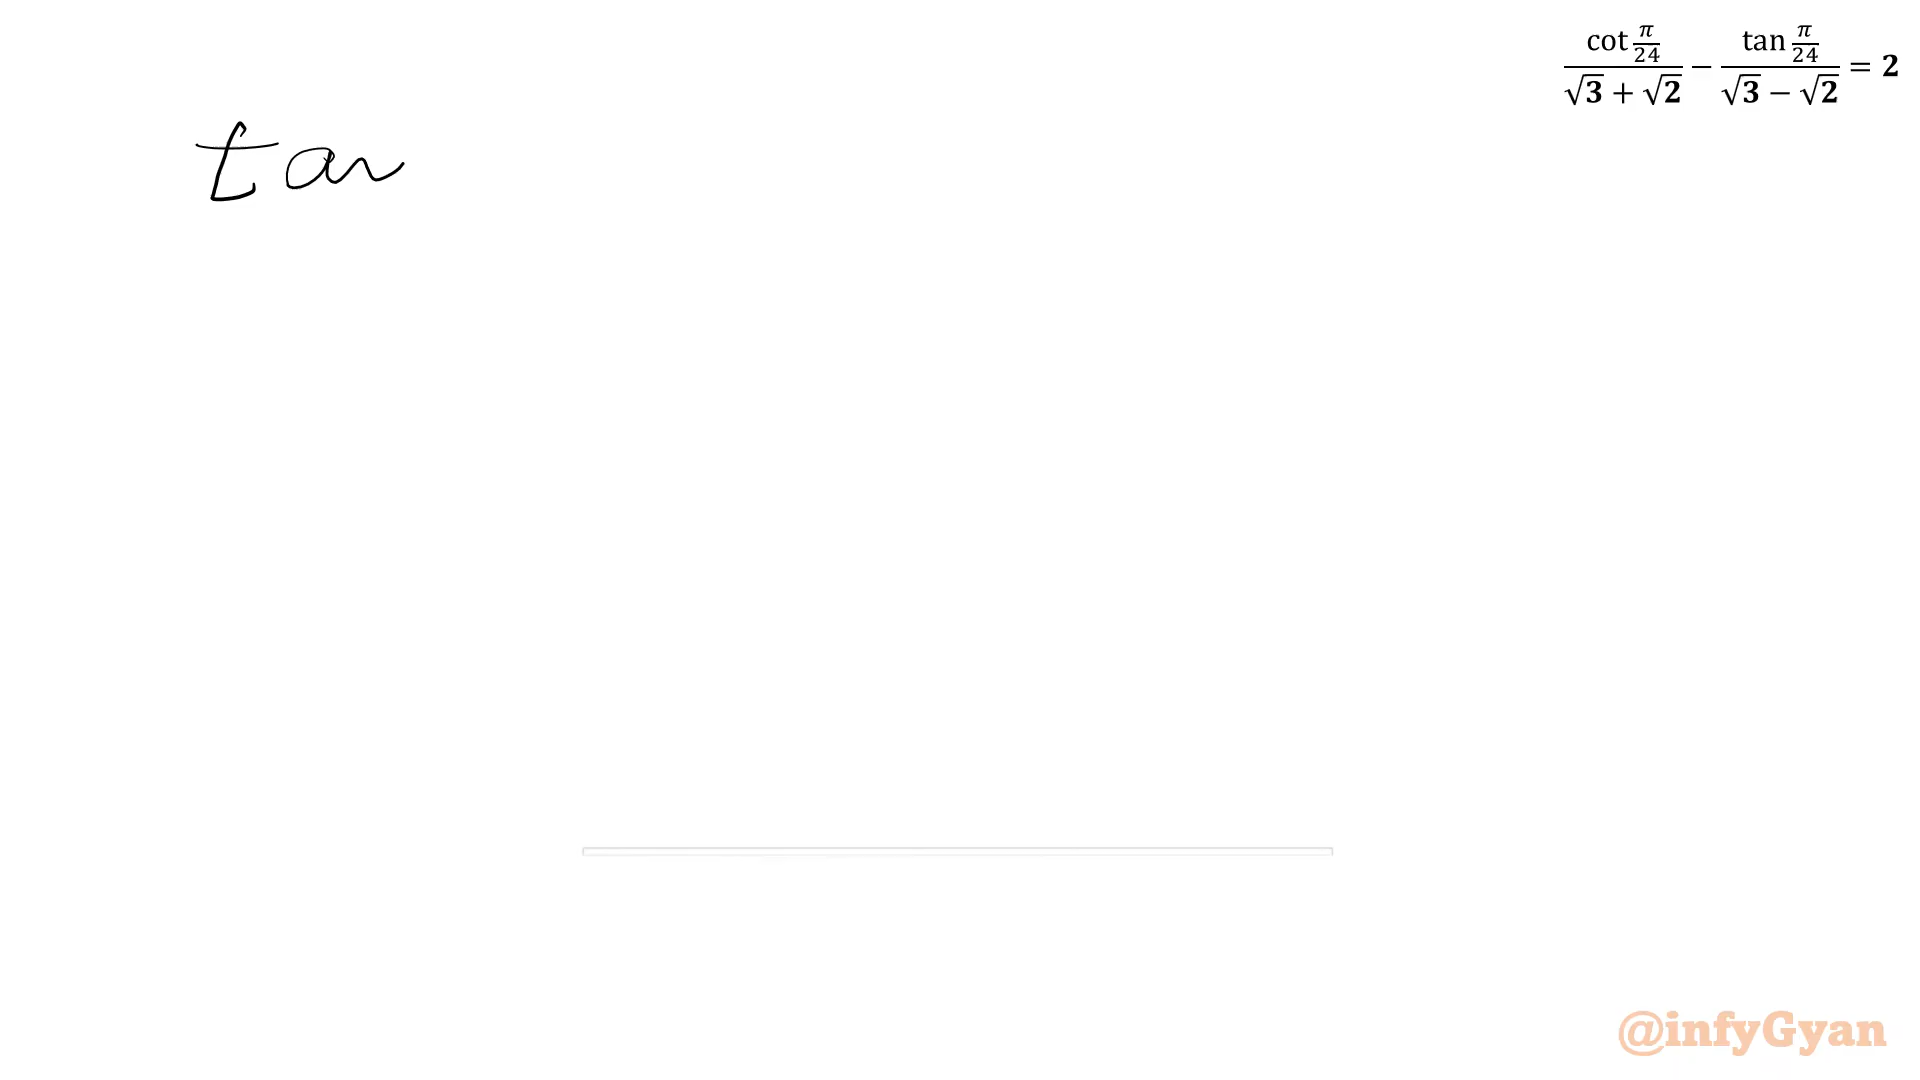 cot π/24 / (√3 + √2) − tan π/24 / (√3 − √2) = 2
tan
@infyGyan